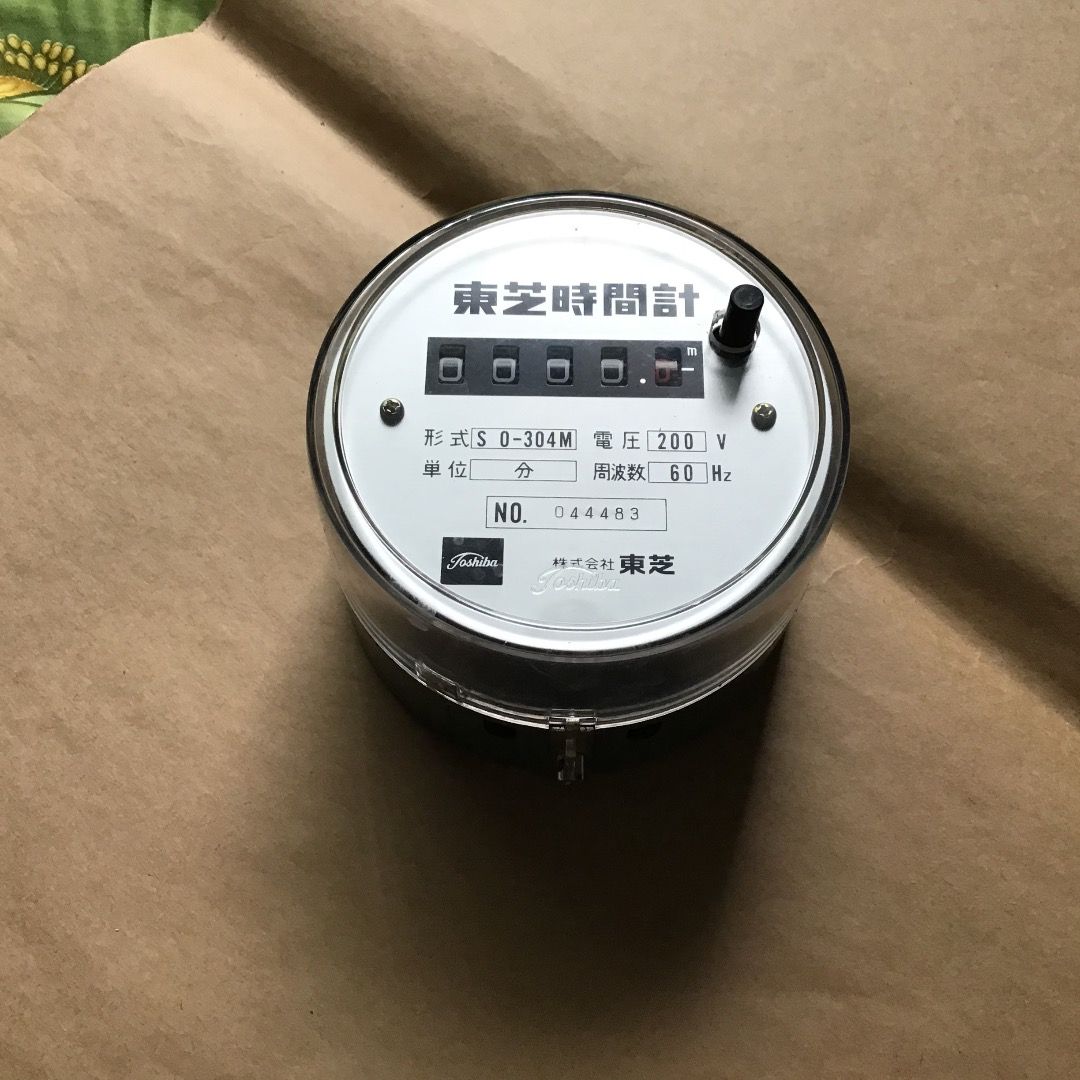 東芝時間計
0 0 0 0 . 0 m
形式 S O-304M 電圧 200 V
単位 分 周波数 60 Hz
NO. 044483
Toshiba 株式会社 東芝
Toshiba